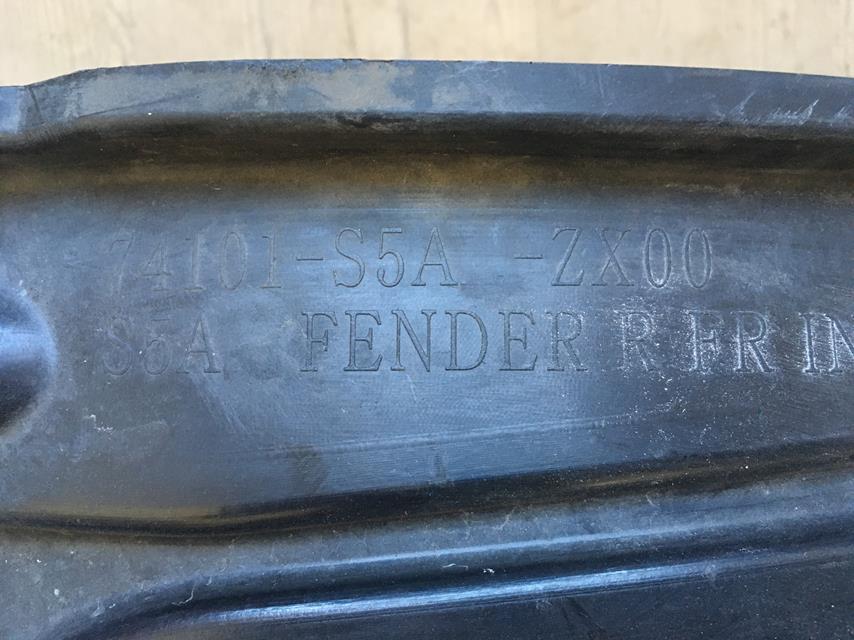 74101-S5A -ZX00
S5A FENDER R FR IN